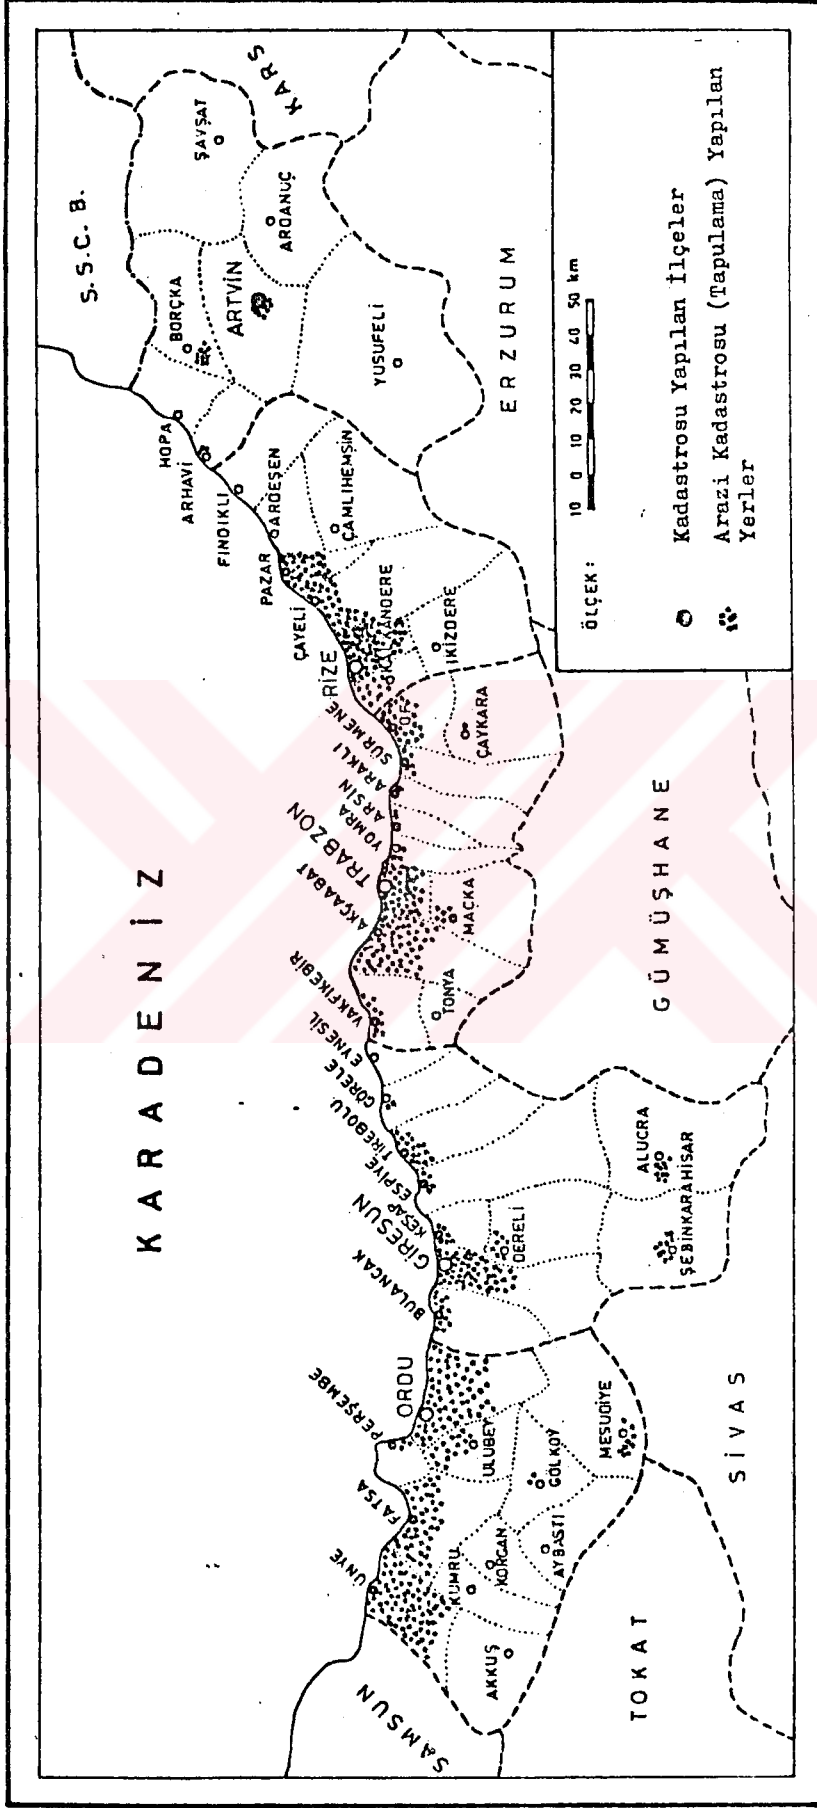 KARADENİZ
S.S.C.B.
KARS
ERZURUM
GÜMÜŞHANE
SİVAS
TOKAT
SAMSUN
ŞAVŞAT
ARDANUÇ
BORÇKA
ARTVİN
YUSUFELİ
HOPA
ARHAVİ
FINDIKLI
ARDEŞEN
ÇAMLIHEMŞİN
PAZAR
ÇAYELİ
RİZE
KALKANDERE
İKİZDERE
OF
SÜRMENE
ÇAYKARA
ARAKLI
ARSİN
YOMRA
TRABZON
AKÇAABAT
MACKA
VAKFIKEBİR
TONYA
EYNESİL
GÖRELE
TİREBOLU
ESPİYE
KEŞAP
GİRESUN
DERELİ
ALUCRA
ŞEBİNKARAHİSAR
BULANCAK
ORDU
PERŞEMBE
ULUBEY
GÖLKÖY
MESUDİYE
FATSA
ÜNYE
KUMRU
KORGAN
AYBASTI
AKKUŞ
ÖLÇEK:
10 0 10 20 30 40 50 km
Kadastrosu Yapılan İlçeler
Arazi Kadastrosu (Tapulama) Yapılan
Yerler